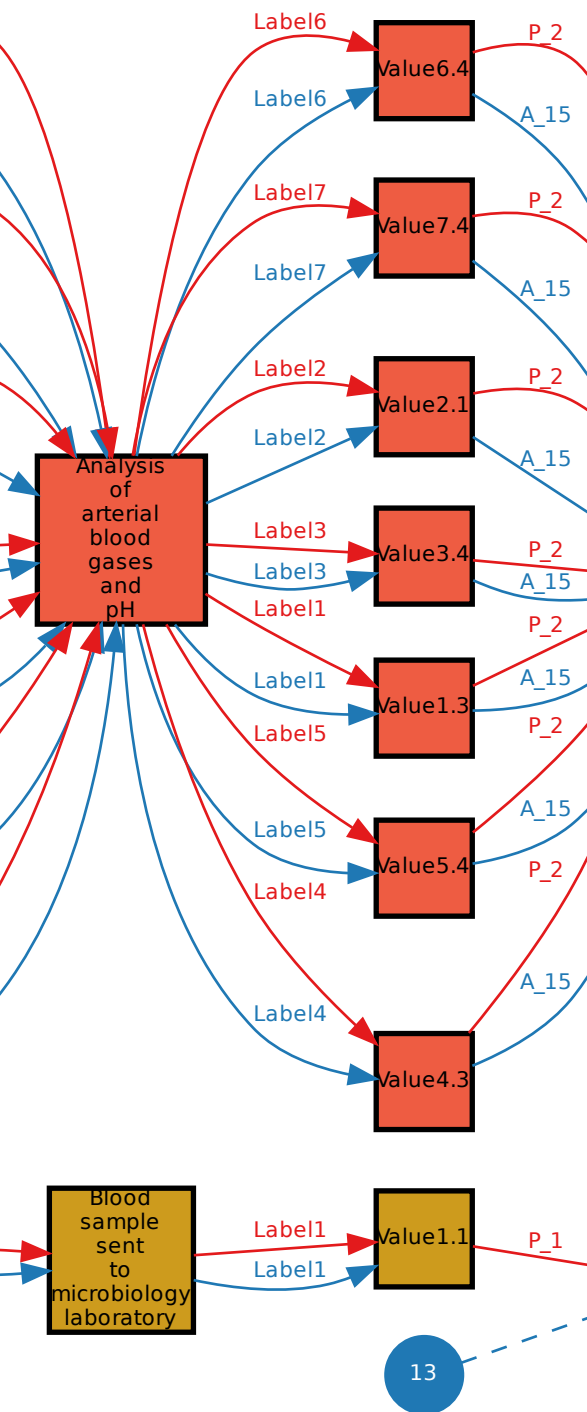 Label6
P_2
Value6.4
Label6
A_15
Label7
P_2
Value7.4
Label7
A_15
Label2
P_2
Value2.1
Label2
A_15
Analysis
of
arterial
blood
gases
and
pH
Label3
P_2
Value3.4
Label3
A_15
Label1
P_2
Value1.3
Label1
A_15
Label5
P_2
Label5
A_15
Value5.4
Label4
P_2
Label4
A_15
Value4.3
Blood
sample
sent
to
microbiology
laboratory
Label1
Value1.1
P_1
Label1
13